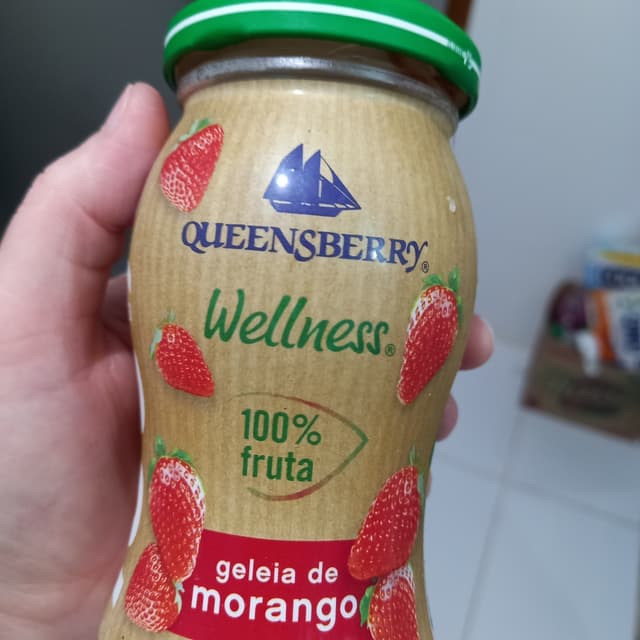 QUEENSBERRY®
Wellness®
100%
fruta
geleia de
morango